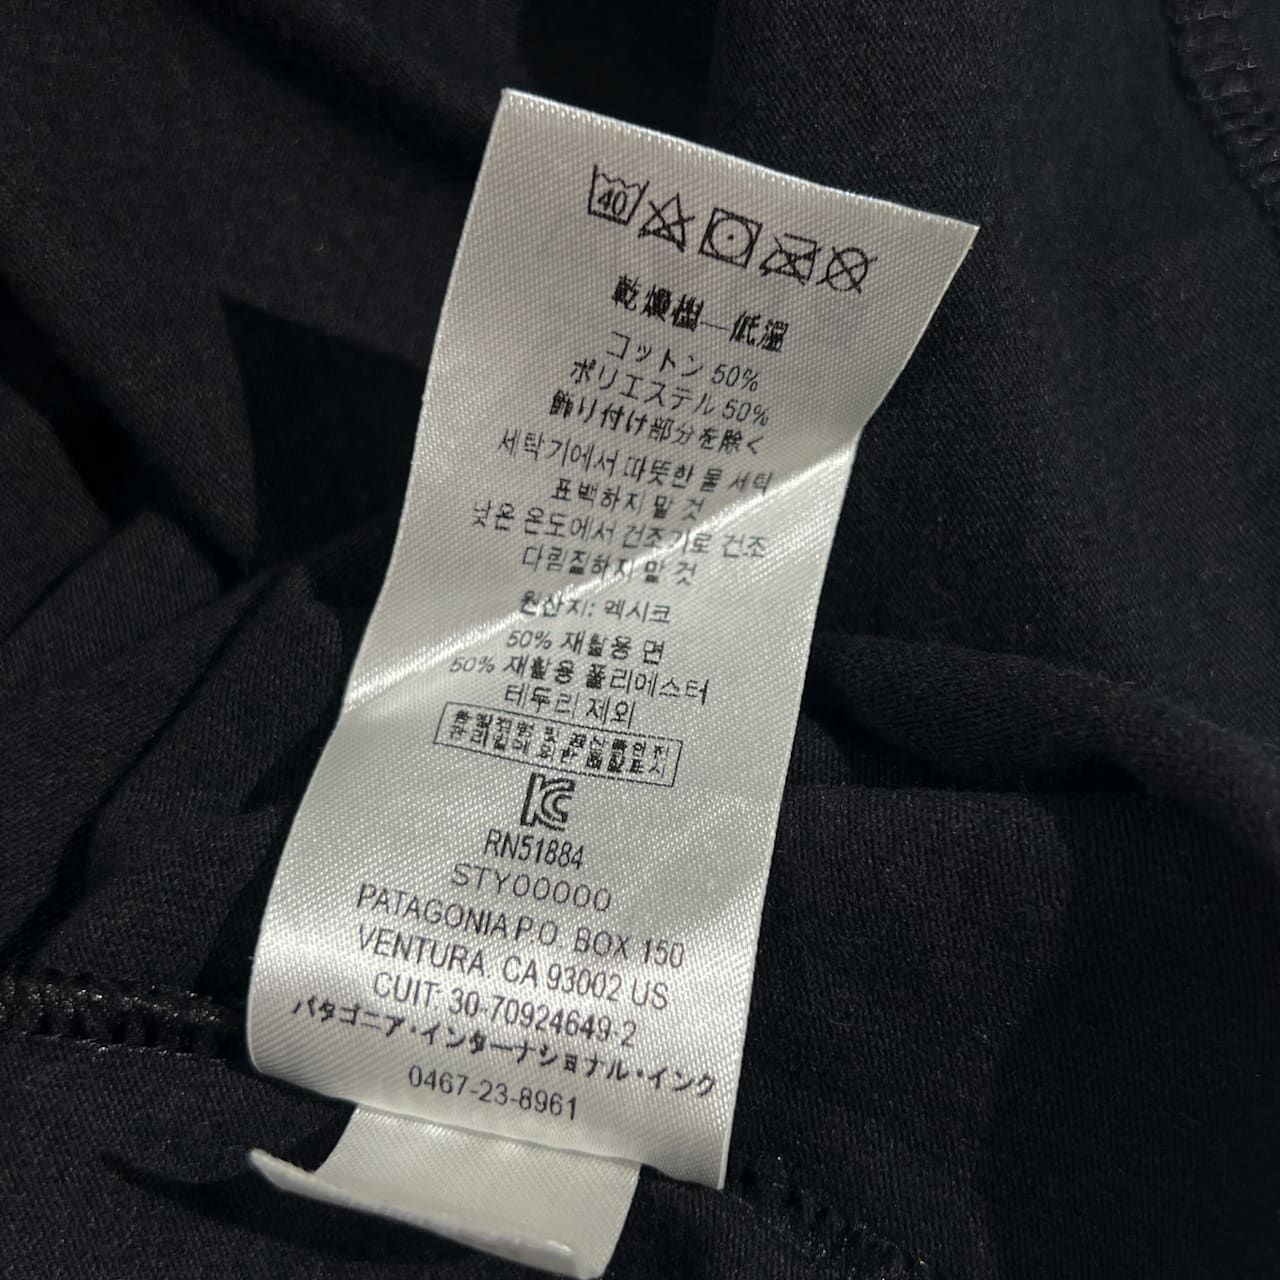 40
乾燥機—低温
コットン 50%
ポリエステル 50%
飾り付け部分を除く
세탁기에서 따뜻한 물 세탁
표백하지 말 것
낮은 온도에서 건조기로 건조
다림질하지 말 것
원산지: 멕시코
50% 재활용 면
50% 재활용 폴리에스터
테두리 제외
RN51884
STY00000
PATAGONIA P.O. BOX 150
VENTURA, CA 93002 US
CUIT: 30-70924649-2
パタゴニア・インターナショナル・インク
0467-23-8961